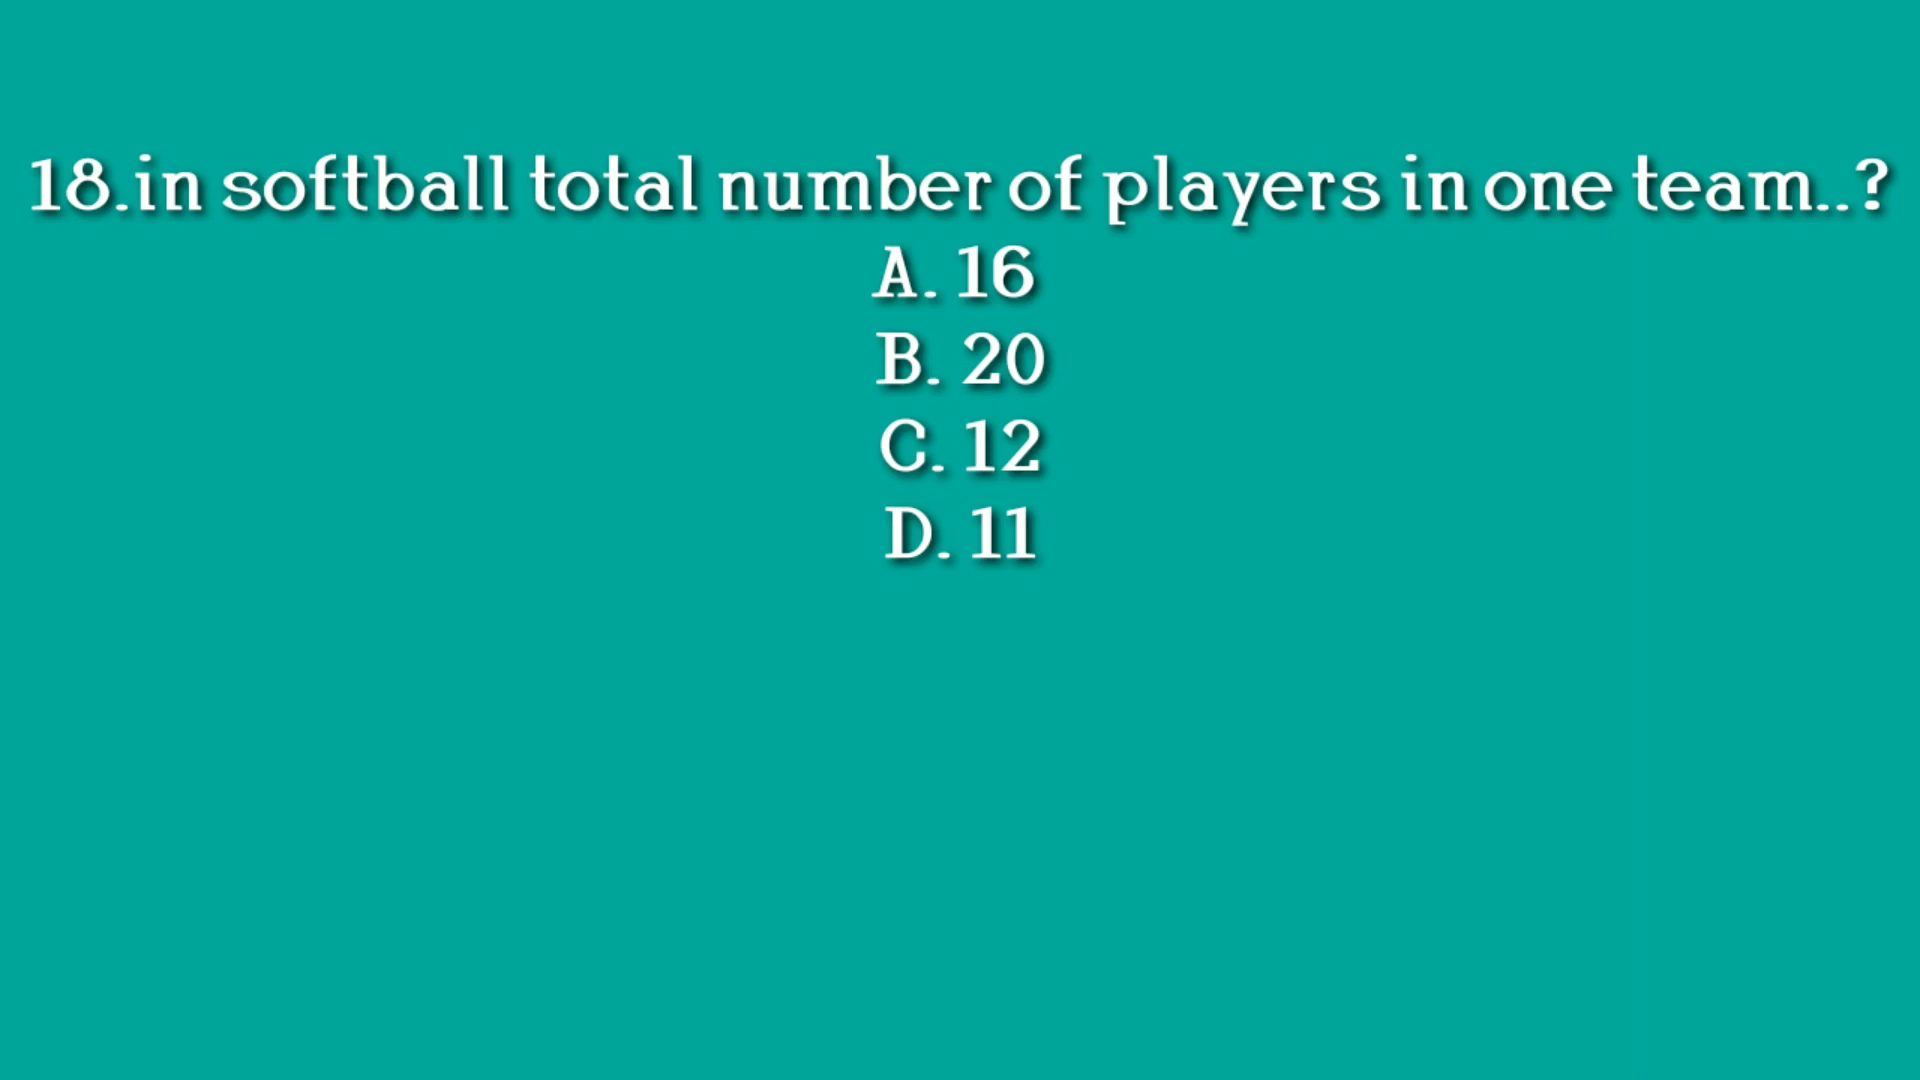 18.in softball total number of players in one team..?
A. 16
B. 20
C. 12
D. 11